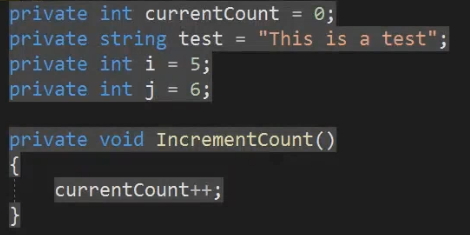 private int currentCount = 0;
private string test = "This is a test";
private int i = 5;
private int j = 6;
private void IncrementCount()
{
currentCount++;
}